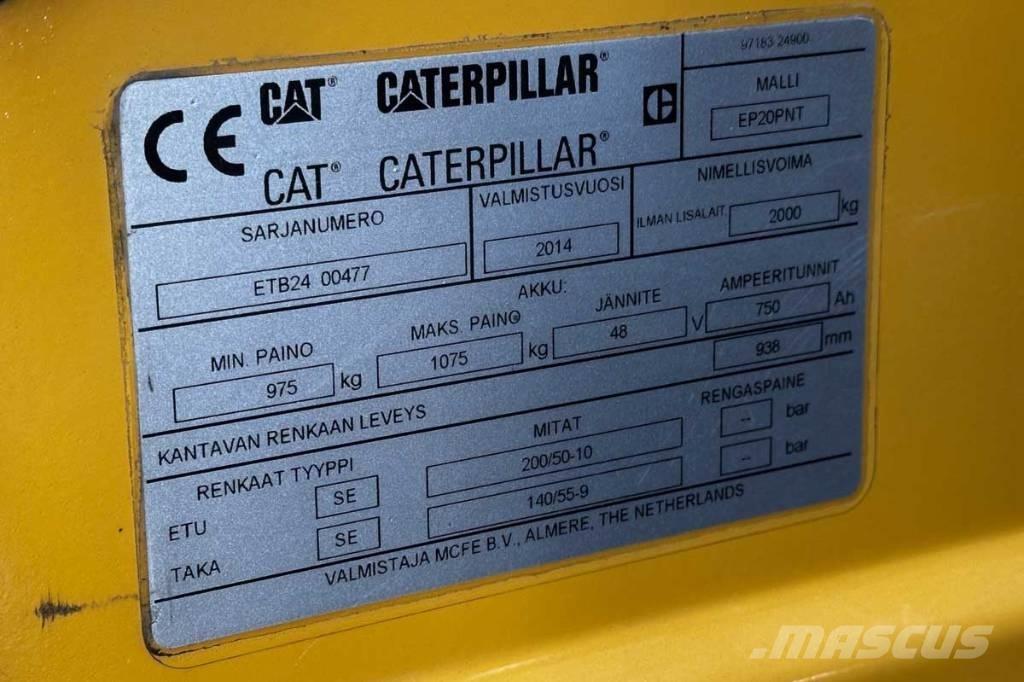 CE CAT® CATERPILLAR®
CAT® CATERPILLAR®
97183-24900
MALLI
EP20PNT
SARJANUMERO
ETB24 00477
VALMISTUSVUOSI
2014
NIMELLISVOIMA
ILMAN LISÄLAIT. 2000 kg
AKKU:
MIN. PAINO
975 kg
MAKS. PAINO
1075 kg
JÄNNITE
48 V
AMPEERITUNNIT
750 Ah
KANTAVAN RENKAAN LEVEYS 938 mm
RENKAAT TYYPPI MITAT RENGASPAINE
ETU SE 200/50-10 -- bar
TAKA SE 140/55-9 -- bar
VALMISTAJA MCFE B.V., ALMERE, THE NETHERLANDS
MASCUS